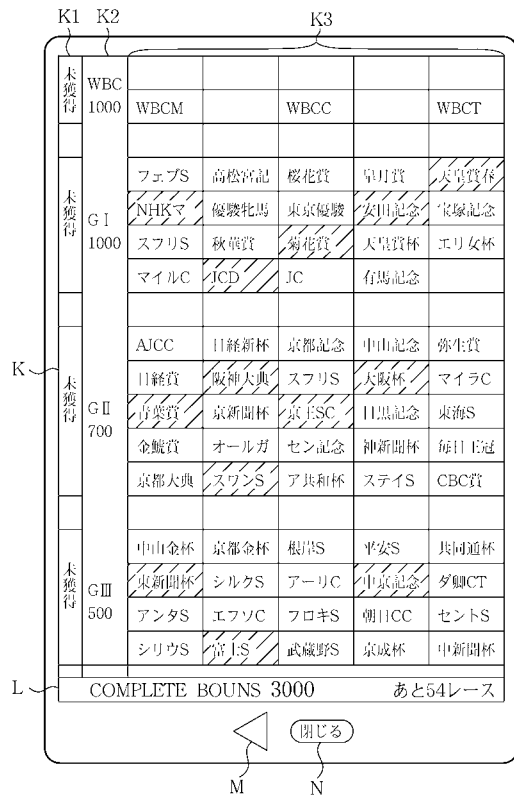 K1 K2 K3
未獲得 WBC 1000
WBCM WBCC WBCT
未獲得 GⅠ 1000
フェブS 高松宮記 桜花賞 皐月賞 天皇賞春
NHKマ 優駿牝馬 東京優駿 安田記念 宝塚記念
スプリS 秋華賞 菊花賞 天皇賞杯 エリ女杯
マイルC JCD JC 有馬記念
K
未獲得 GⅡ 700
AJCC 日経新杯 京都記念 中山記念 弥生賞
日経賞 阪神大典 スプリS 大阪杯 マイラC
青葉賞 京新聞杯 京王SC 目黒記念 東海S
金鯱賞 オールカ セン記念 神新聞杯 毎日王冠
京都大典 スワンS ア共和杯 ステイS CBC賞
未獲得 GⅢ 500
中山金杯 京都金杯 根岸S 平安S 共同通杯
東新聞杯 シルクS アーリC 中京記念 ダ卿CT
アンタS エプソC フロキS 朝日CC セントS
シリウS 富士S 武蔵野S 京成杯 中新聞杯
L
COMPLETE BOUNS 3000 あと54レース
閉じる
M N